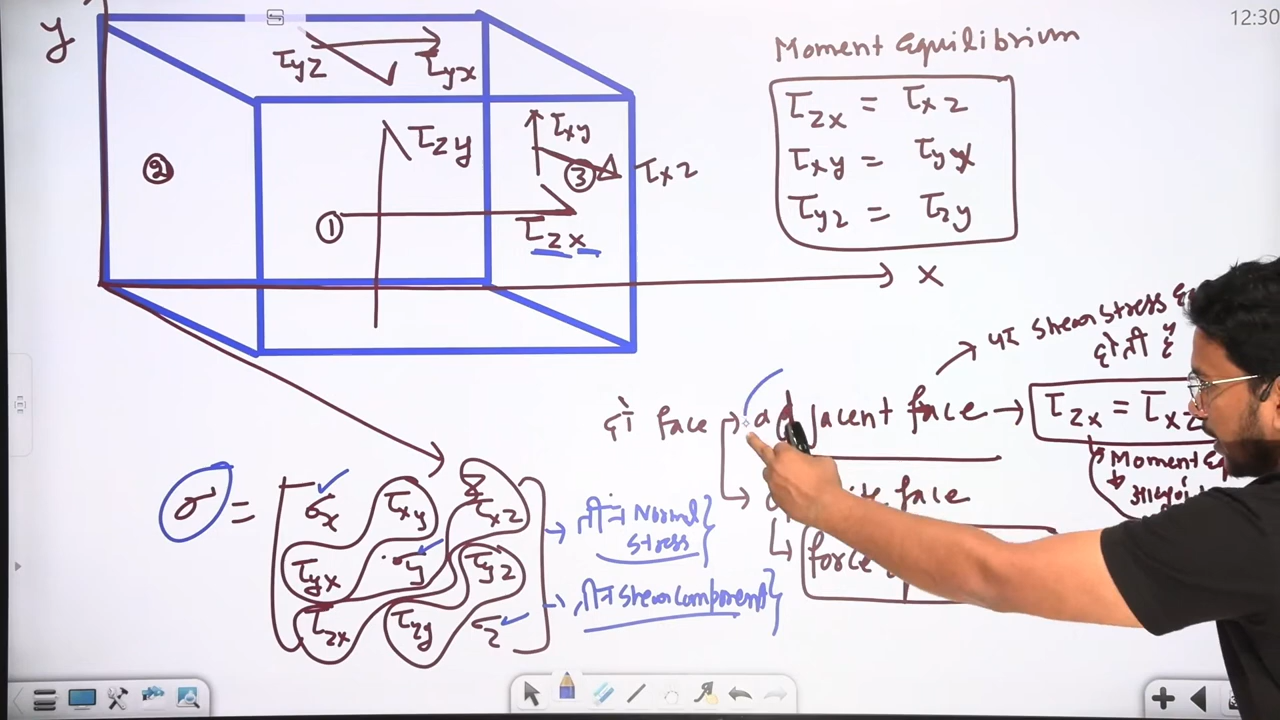 12:30
y
τyz
τyx
Moment Equilibrium
τzx = τxz
τxy = τyx
τyz = τzy
τzy
τxy
③
τxz
②
①
τzx
x
पर Shear Stress
होता है
दो face → adjacent face → τzx = τxz
Moment
face
force
σ = σx τxy τxz
τyx σy τyz
τzx τzy σz
→ तीन Normal
Stress
→ तीन Shear Component